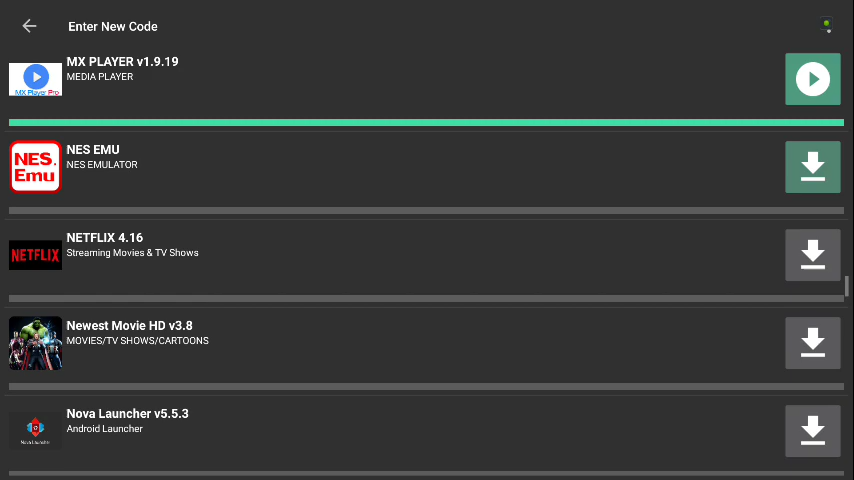 Enter New Code
MX PLAYER v1.9.19
MEDIA PLAYER
MX Player Pro
NES EMU
NES EMULATOR
NES.
Emu
NETFLIX 4.16
Streaming Movies & TV Shows
NETFLIX
Newest Movie HD v3.8
MOVIES/TV SHOWS/CARTOONS
Nova Launcher v5.5.3
Android Launcher
Nova Launcher